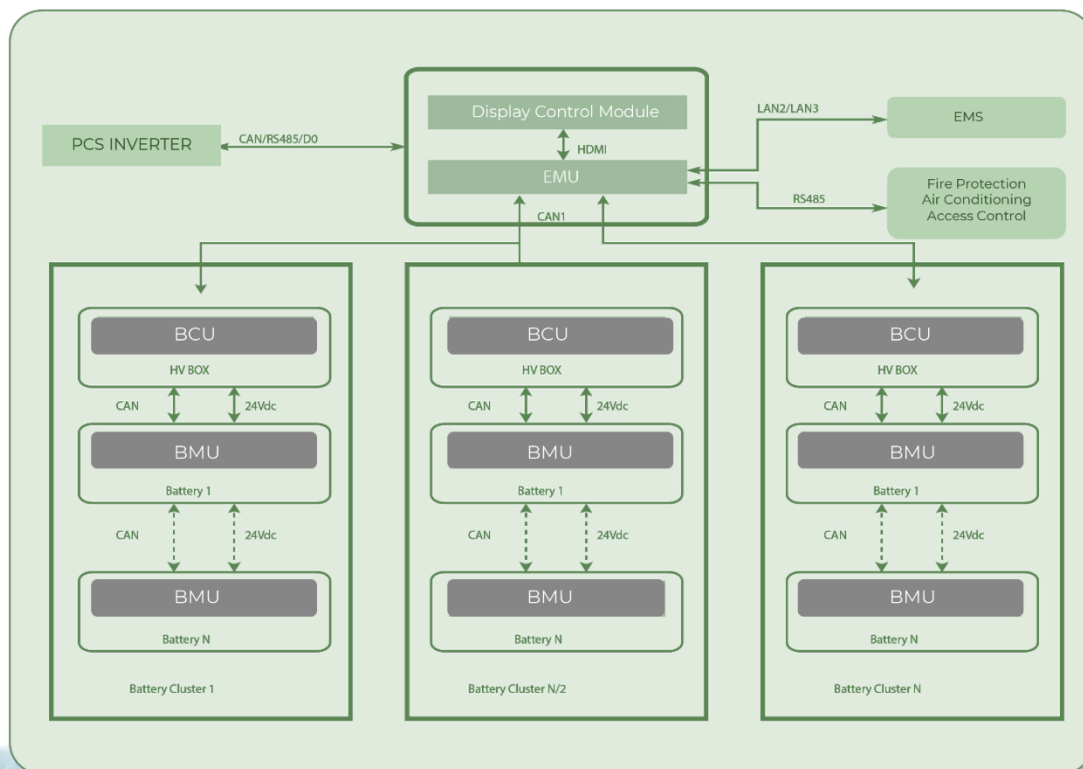 Display Control Module
LAN2/LAN3
EMS
PCS INVERTER
CAN/RS485/D0
HDMI
EMU
RS485
Fire Protection
Air Conditioning
Access Control
CAN1
BCU
HV BOX
CAN
24Vdc
BMU
Battery 1
CAN
24Vdc
BMU
Battery N
Battery Cluster 1
BCU
HV BOX
CAN
24Vdc
BMU
Battery 1
CAN
24Vdc
BMU
Battery N
Battery Cluster N/2
BCU
HV BOX
CAN
24Vdc
BMU
Battery 1
CAN
24Vdc
BMU
Battery N
Battery Cluster N